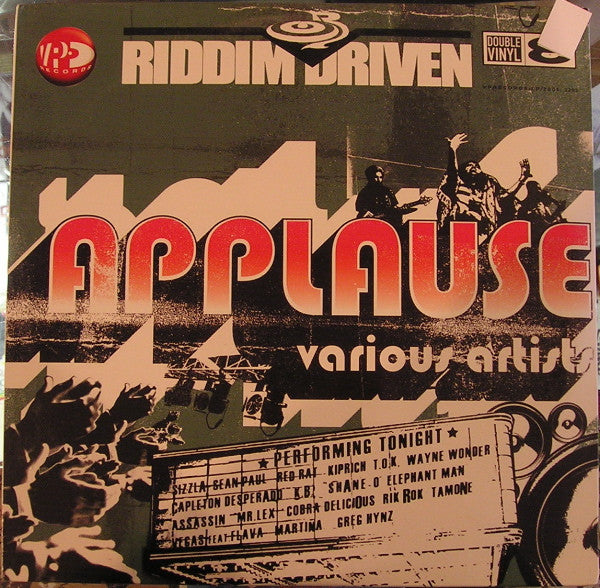 VP
RECORDS
RIDDIM DRIVEN
DOUBLE
VINYL
APPLAUSE
various artists
★ PERFORMING TONIGHT ★
SIZZLA SEAN PAUL RED RAT KIPRICH T.O.K. WAYNE WONDER
CAPLETON DESPERADO K.B. SHANE O ELEPHANT MAN
ASSASSIN MR.LEX COBRA DELICIOUS RIK ROK TAMONE
VEGAS FEAT FLAVA MARTINA GREG HYNZ